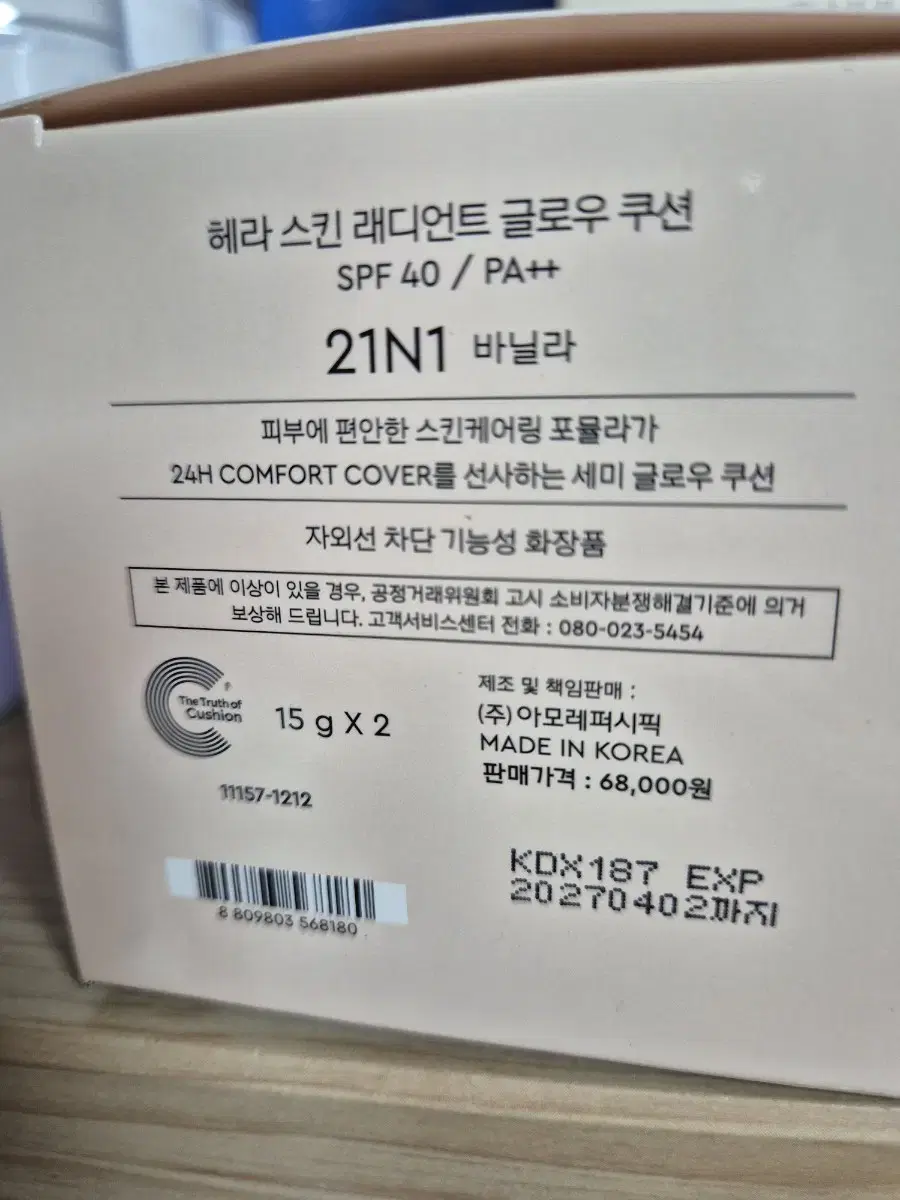 헤라 스킨 래디언트 글로우 쿠션
SPF 40 / PA++
21N1 바닐라
피부에 편안한 스킨케어링 포뮬라가
24H COMFORT COVER를 선사하는 세미 글로우 쿠션
자외선 차단 기능성 화장품
본 제품에 이상이 있을 경우, 공정거래위원회 고시 소비자분쟁해결기준에 의거
보상해 드립니다. 고객서비스센터 전화 : 080-023-5454
The Truth of
Cushion
15 g X 2
11157-1212
제조 및 책임판매 :
(주)아모레퍼시픽
MADE IN KOREA
판매가격 : 68,000원
8 809803 568180
KDX187 EXP
20270402까지